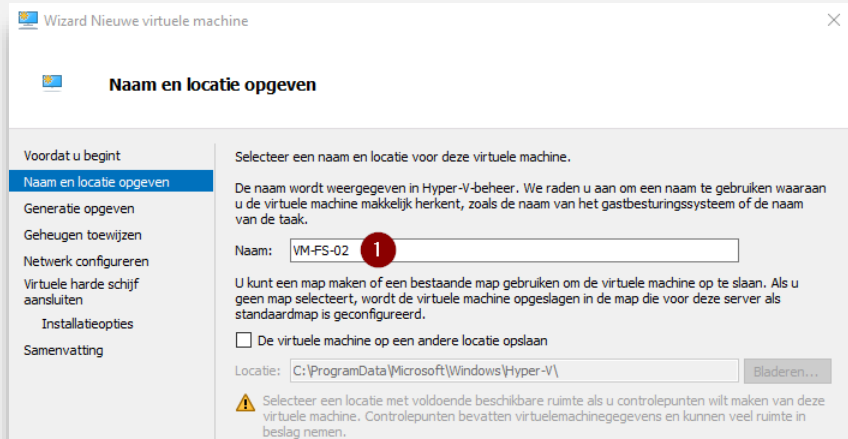 Wizard Nieuwe virtuele machine
Naam en locatie opgeven
Voordat u begint
Naam en locatie opgeven
Generatie opgeven
Geheugen toewijzen
Netwerk configureren
Virtuele harde schijf
aansluiten
Installatieopties
Samenvatting
Selecteer een naam en locatie voor deze virtuele machine.
De naam wordt weergegeven in Hyper-V-beheer. We raden u aan om een naam te gebruiken waaraan
u de virtuele machine makkelijk herkent, zoals de naam van het gastbesturingssysteem of de naam
van de taak.
Naam: VM-FS-02 1
U kunt een map maken of een bestaande map gebruiken om de virtuele machine op te slaan. Als u
geen map selecteert, wordt de virtuele machine opgeslagen in de map die voor deze server als
standaardmap is geconfigureerd.
De virtuele machine op een andere locatie opslaan
Locatie: C:\ProgramData\Microsoft\Windows\Hyper-V\ Bladeren...
Selecteer een locatie met voldoende beschikbare ruimte als u controlepunten wilt maken van deze
virtuele machine. Controlepunten bevatten virtuelemachinegegevens en kunnen veel ruimte in
beslag nemen.